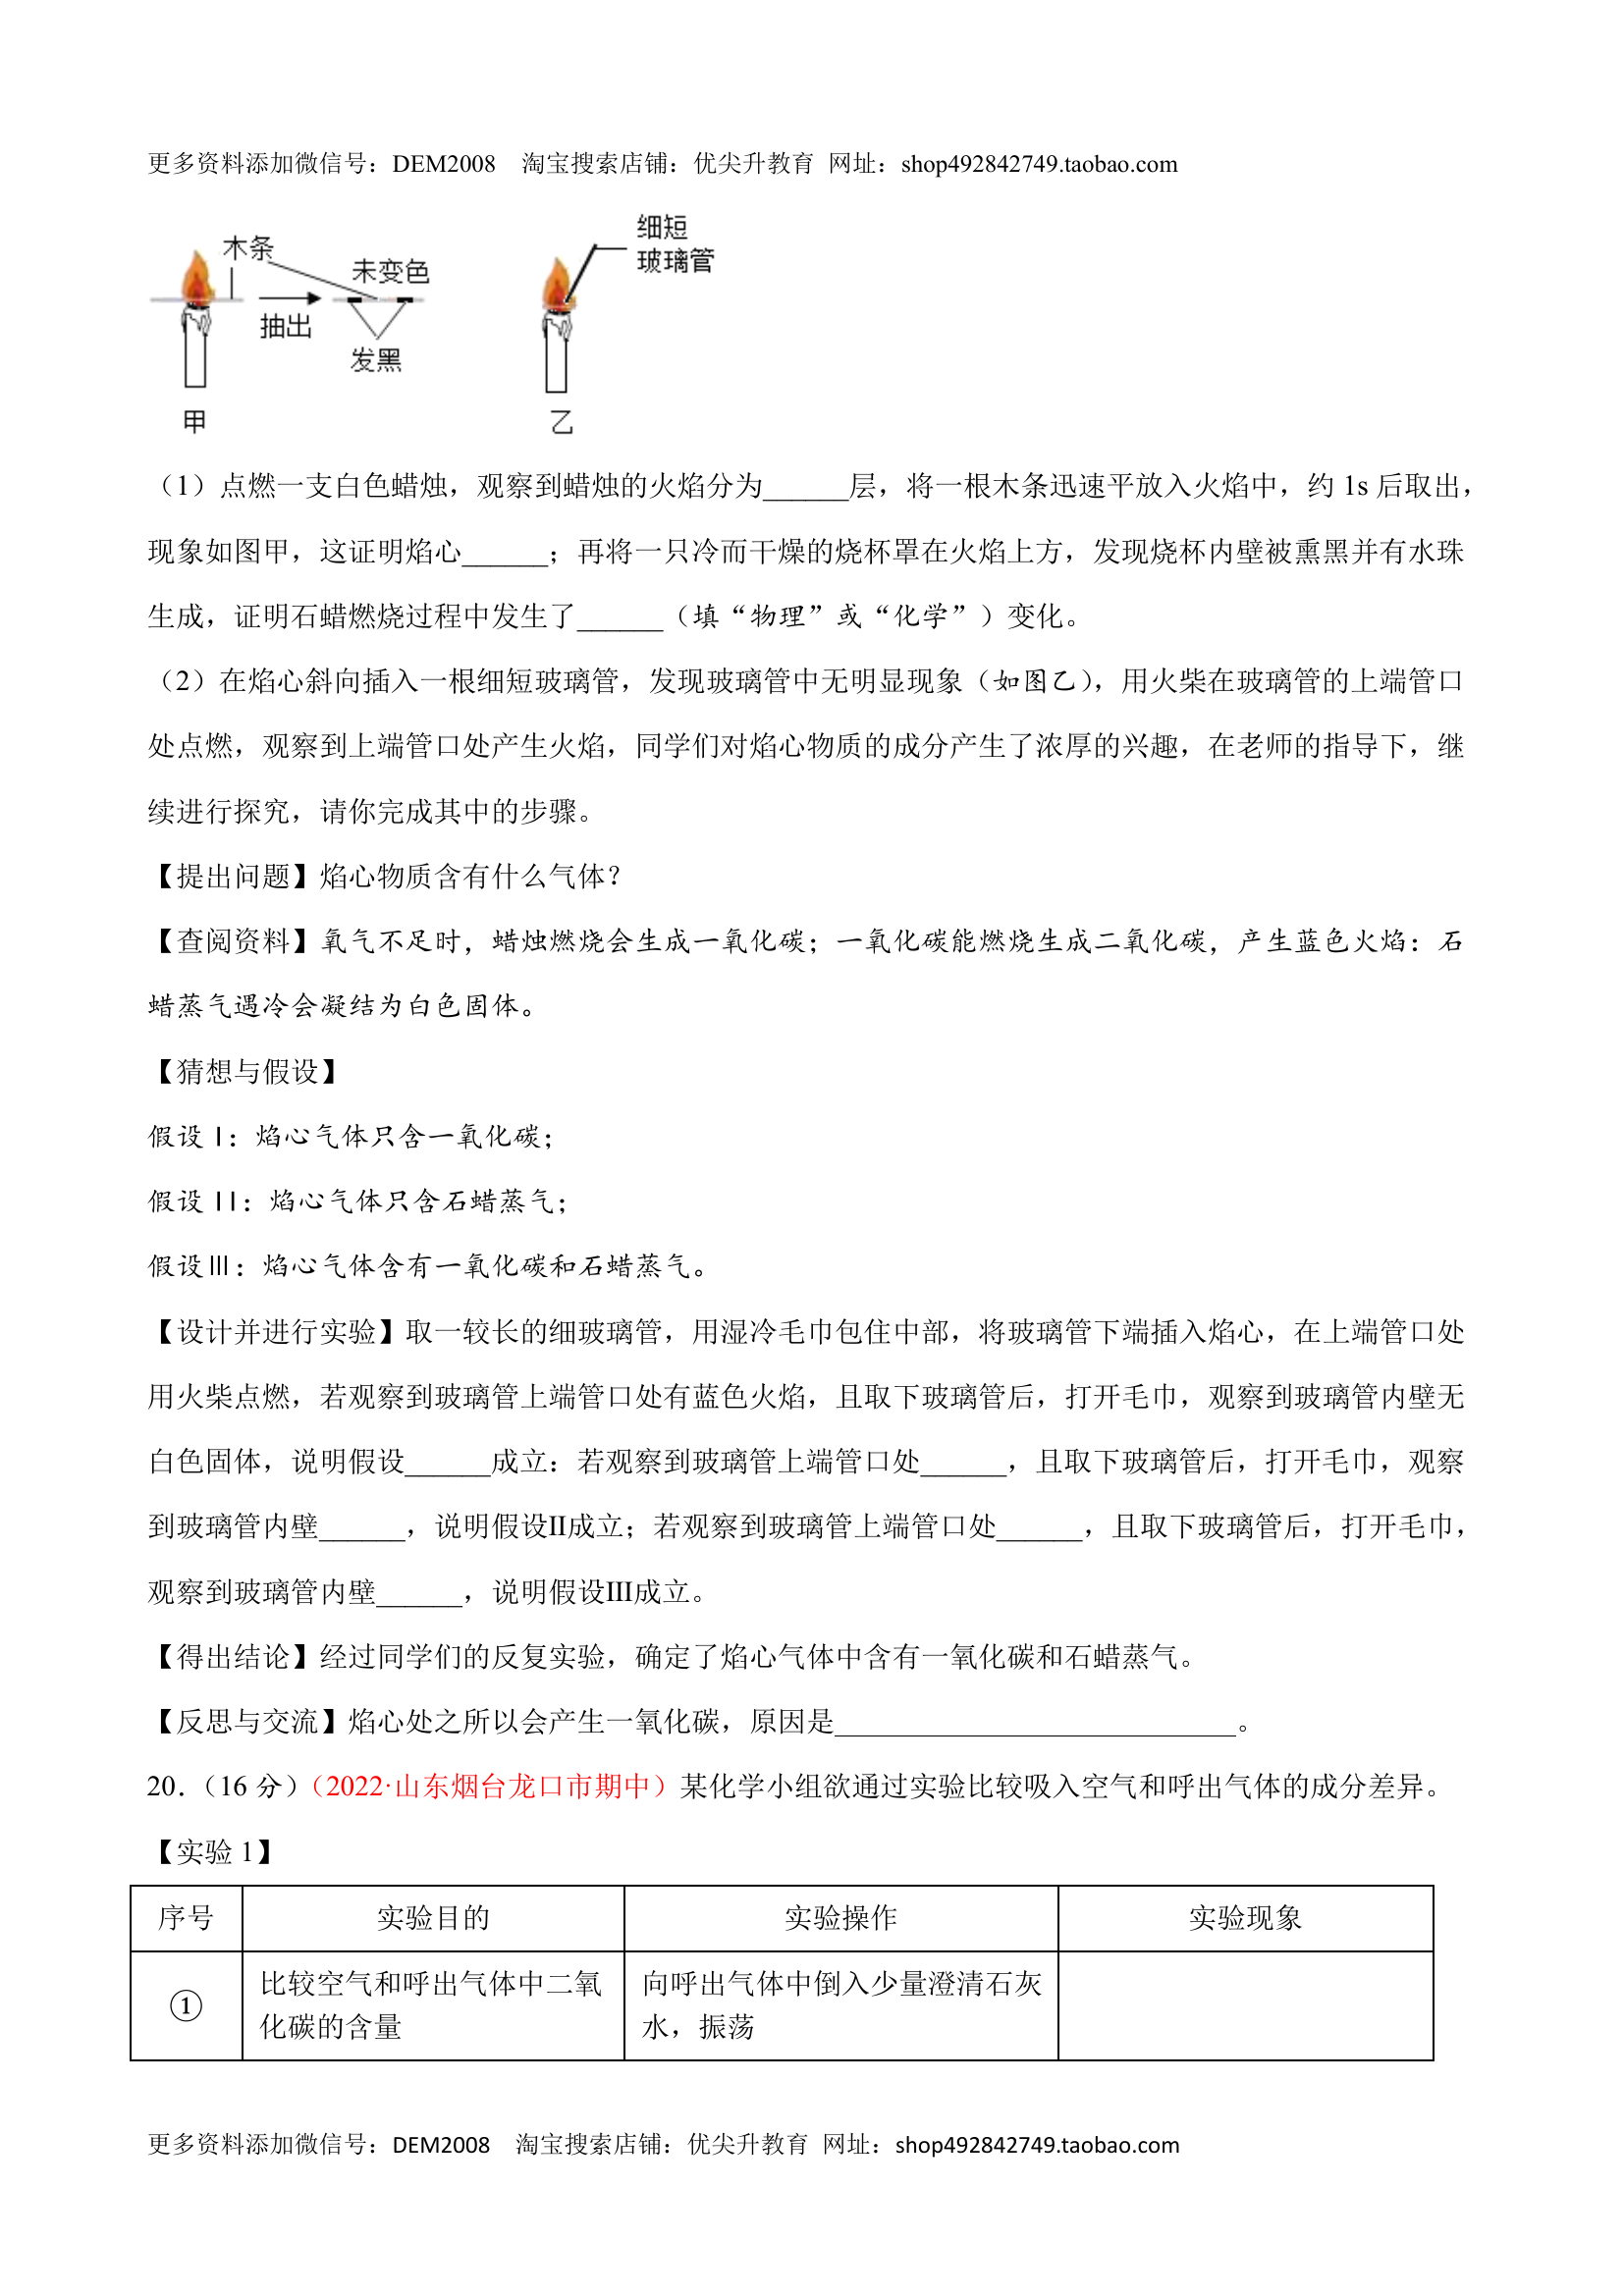 更多资料添加微信号：DEM2008 淘宝搜索店铺：优尖升教育 网址：shop492842749.taobao.com
细短
玻璃管
木条
未变色
抽出
发黑
甲
乙
（1）点燃一支白色蜡烛，观察到蜡烛的火焰分为______层，将一根木条迅速平放入火焰中，约 1s 后取出，
现象如图甲，这证明焰心______；再将一只冷而干燥的烧杯罩在火焰上方，发现烧杯内壁被熏黑并有水珠
生成，证明石蜡燃烧过程中发生了______（填“物理”或“化学”）变化。
（2）在焰心斜向插入一根细短玻璃管，发现玻璃管中无明显现象（如图乙），用火柴在玻璃管的上端管口
处点燃，观察到上端管口处产生火焰，同学们对焰心物质的成分产生了浓厚的兴趣，在老师的指导下，继
续进行探究，请你完成其中的步骤。
【提出问题】焰心物质含有什么气体？
【查阅资料】氧气不足时，蜡烛燃烧会生成一氧化碳；一氧化碳能燃烧生成二氧化碳，产生蓝色火焰：石
蜡蒸气遇冷会凝结为白色固体。
【猜想与假设】
假设 I：焰心气体只含一氧化碳；
假设 II：焰心气体只含石蜡蒸气；
假设Ⅲ：焰心气体含有一氧化碳和石蜡蒸气。
【设计并进行实验】取一较长的细玻璃管，用湿冷毛巾包住中部，将玻璃管下端插入焰心，在上端管口处
用火柴点燃，若观察到玻璃管上端管口处有蓝色火焰，且取下玻璃管后，打开毛巾，观察到玻璃管内壁无
白色固体，说明假设______成立：若观察到玻璃管上端管口处______，且取下玻璃管后，打开毛巾，观察
到玻璃管内壁______，说明假设Ⅱ成立；若观察到玻璃管上端管口处______，且取下玻璃管后，打开毛巾，
观察到玻璃管内壁______，说明假设Ⅲ成立。
【得出结论】经过同学们的反复实验，确定了焰心气体中含有一氧化碳和石蜡蒸气。
【反思与交流】焰心处之所以会产生一氧化碳，原因是____________________________。
20．（16 分）（2022·山东烟台龙口市期中）某化学小组欲通过实验比较吸入空气和呼出气体的成分差异。
【实验 1】
序号 实验目的 实验操作 实验现象
① 比较空气和呼出气体中二氧 向呼出气体中倒入少量澄清石灰
化碳的含量 水，振荡
更多资料添加微信号：DEM2008 淘宝搜索店铺：优尖升教育 网址：shop492842749.taobao.com